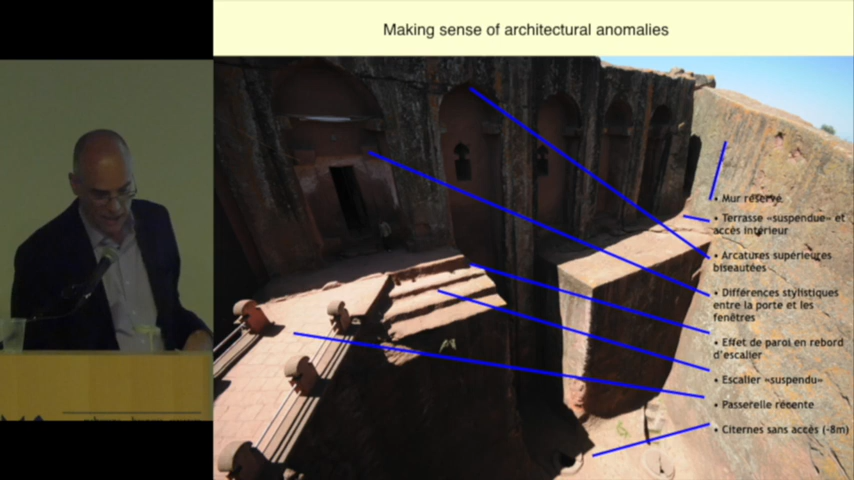 Making sense of architectural anomalies
• Mur réservé
• Terrasse «suspendue» et
accès intérieur
• Arcatures supérieures
biseautées
• Différences stylistiques
entre la porte et les
fenêtres
• Effet de paroi en rebord
d'escalier
• Escalier «suspendu»
• Passerelle récente
• Citernes sans accès (-8m)